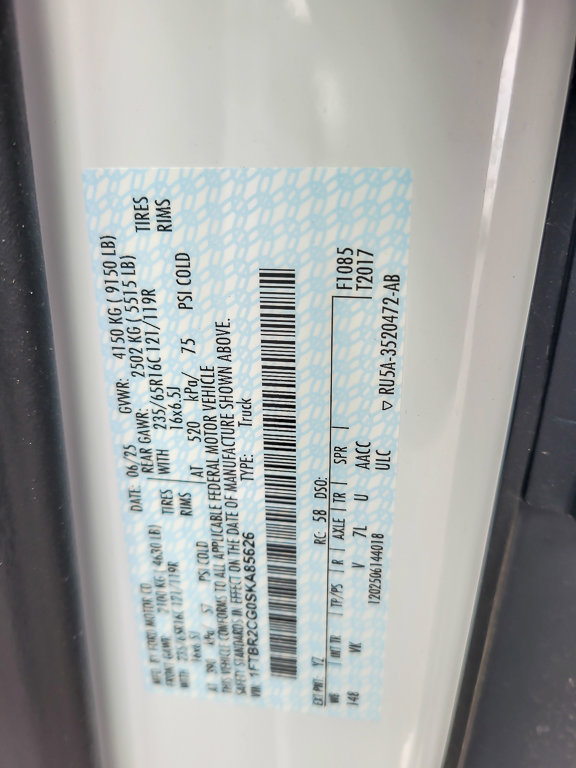 MFG. BY FORD MOTOR CO. DATE: 06/25 GVWR: 4150 KG ( 9150 LB)
FRONT GAWR: 2100 KG ( 4630 LB) REAR GAWR: 2502 KG ( 5515 LB)
WITH 235/65R16C 121/119R TIRES WITH 235/65R16C 121/119R TIRES
16x6.5J RIMS 16x6.5J RIMS
AT 390 kPa/ 57 PSI COLD AT 520 kPa/ 75 PSI COLD
THIS VEHICLE CONFORMS TO ALL APPLICABLE FEDERAL MOTOR VEHICLE
SAFETY STANDARDS IN EFFECT ON THE DATE OF MANUFACTURE SHOWN ABOVE.
VIN: 1FTBR2CG0SKA85626 TYPE: Truck
EXT PNT: YZ RC: 58 DSO: F1085
WB INT TR TP/PS R AXLE TR SPR T2017
148 VK V 7L U AACC
ULC
1202506144018 ▽ RU5A-3520472-AB